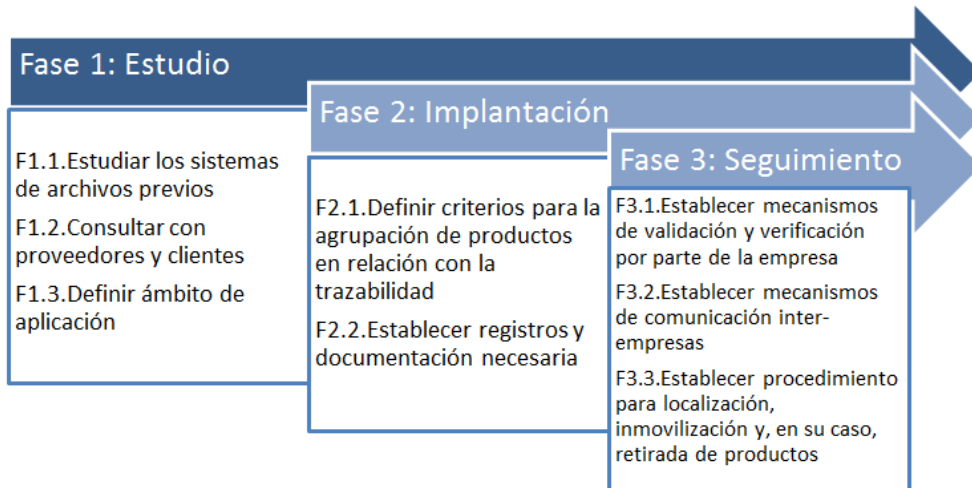 Fase 1: Estudio
F1.1.Estudiar los sistemas
de archivos previos
F1.2.Consultar con
proveedores y clientes
F1.3.Definir ámbito de
aplicación
Fase 2: Implantación
F2.1.Definir criterios para la
agrupación de productos
en relación con la
trazabilidad
F2.2.Establecer registros y
documentación necesaria
Fase 3: Seguimiento
F3.1.Establecer mecanismos
de validación y verificación
por parte de la empresa
F3.2.Establecer mecanismos
de comunicación inter-
empresas
F3.3.Establecer procedimiento
para localización,
inmovilización y, en su caso,
retirada de productos